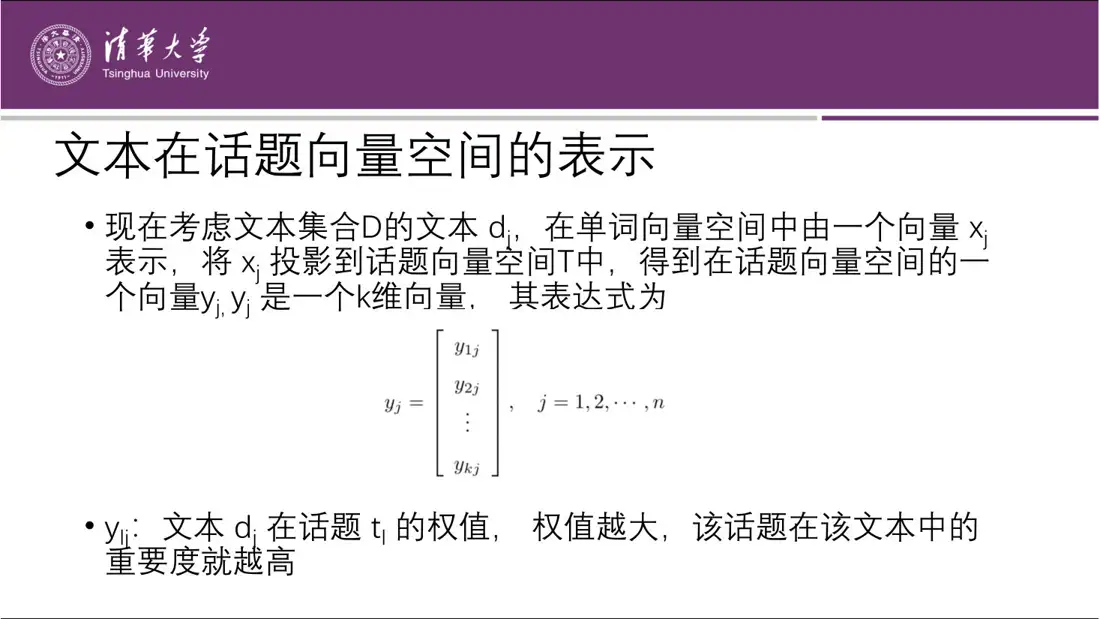 清华大学
Tsinghua University
文本在话题向量空间的表示
• 现在考虑文本集合D的文本 dj，在单词向量空间中由一个向量 xj
表示，将 xj 投影到话题向量空间T中，得到在话题向量空间的一
个向量yj, yj 是一个k维向量， 其表达式为
y1j
y2j
yj = ⋮ , j = 1, 2, ⋯ , n
ykj
• ylj： 文本 dj 在话题 tl 的权值， 权值越大，该话题在该文本中的
重要度就越高